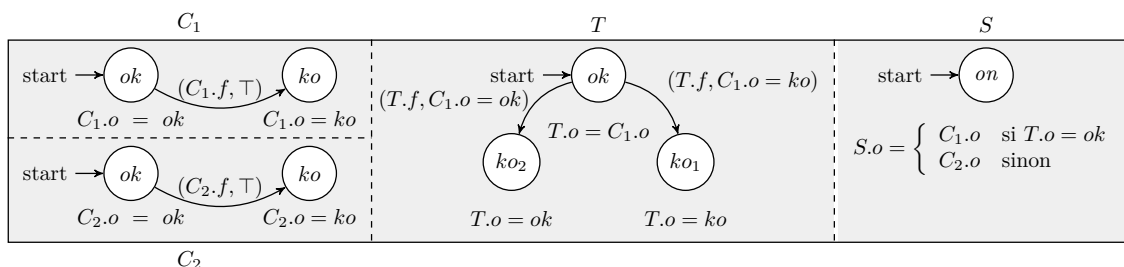 C₁
T
S
start
ok
(C₁.f, ⊤)
ko
C₁.o = ok
C₁.o = ko
start
ok
(C₂.f, ⊤)
ko
C₂.o = ok
C₂.o = ko
C₂
start
ok
(T.f, C₁.o = ok)
(T.f, C₁.o = ko)
T.o = C₁.o
ko₂
ko₁
T.o = ok
T.o = ko
start
on
S.o = { C₁.o si T.o = ok
C₂.o sinon